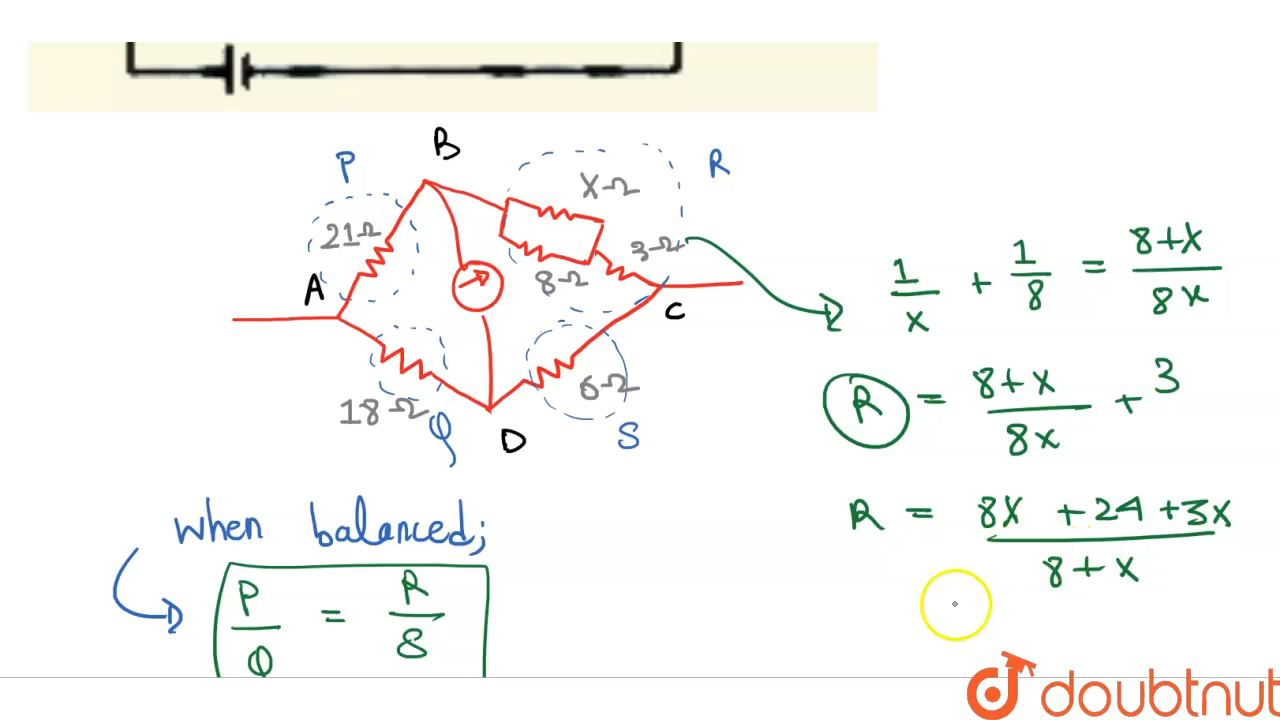 B
P
R
XΩ
21Ω
3Ω
8Ω
A
C
18Ω
6Ω
Q
D
S
1/x + 1/8 = 8+x/8x
R = 8+x/8x + 3
R = 8x + 24 + 3x/8+x
when balanced;
P/Q = R/S
doubtnut